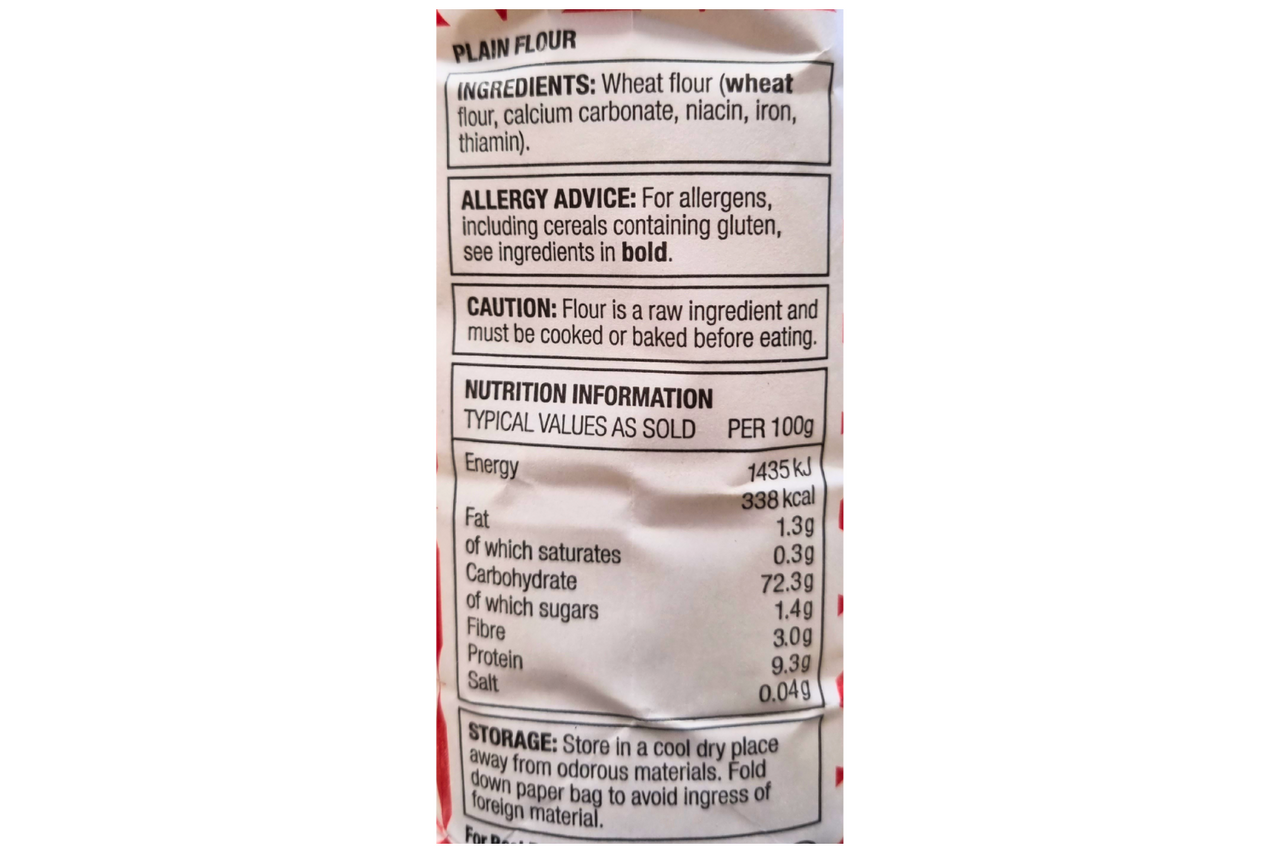 PLAIN FLOUR
INGREDIENTS: Wheat flour (wheat
flour, calcium carbonate, niacin, iron,
thiamin).
ALLERGY ADVICE: For allergens,
including cereals containing gluten,
see ingredients in bold.
CAUTION: Flour is a raw ingredient and
must be cooked or baked before eating.
NUTRITION INFORMATION
TYPICAL VALUES AS SOLD PER 100g
Energy 1435 kJ
338 kcal
Fat 1.3g
of which saturates 0.3g
Carbohydrate 72.3g
of which sugars 1.4g
Fibre 3.0g
Protein 9.3g
Salt 0.04g
STORAGE: Store in a cool dry place
away from odorous materials. Fold
down paper bag to avoid ingress of
foreign material.
For